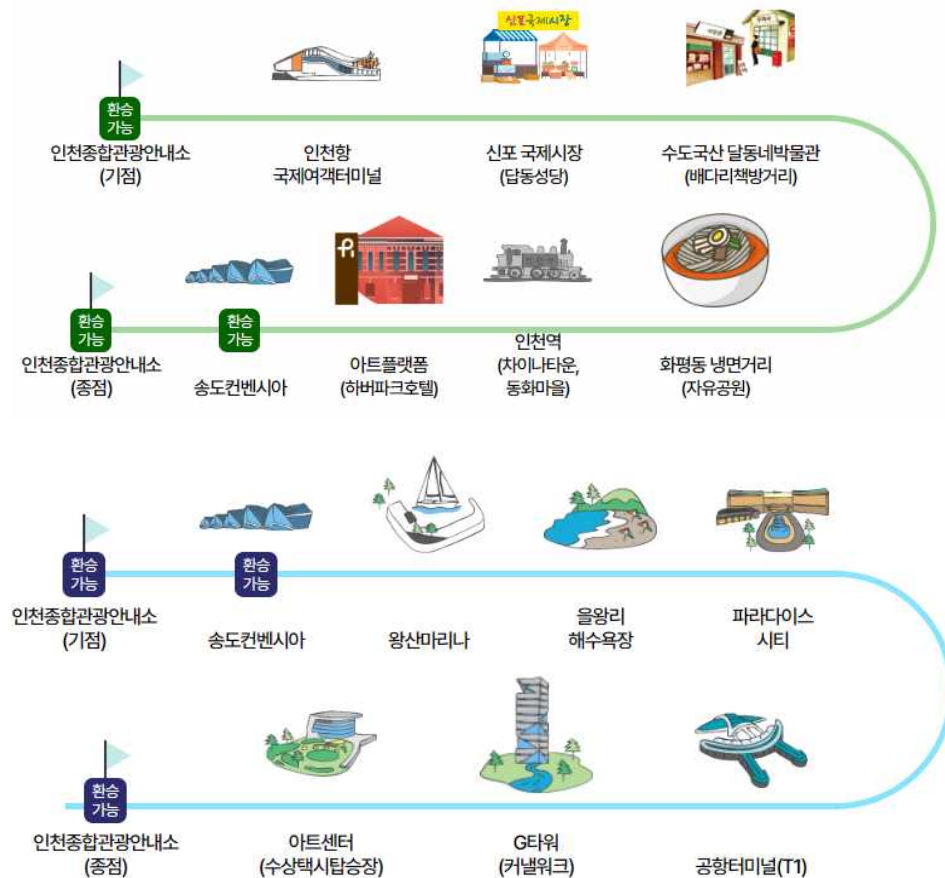 신포국제시장
환승
가능
인천종합관광안내소
(기점)
인천항
국제여객터미널
신포 국제시장
(답동성당)
수도국산 달동네박물관
(배다리책방거리)
환승
가능
인천종합관광안내소
(종점)
환승
가능
송도컨벤시아
아트플랫폼
(하버파크호텔)
인천역
(차이나타운,
동화마을)
화평동 냉면거리
(자유공원)
환승
가능
인천종합관광안내소
(기점)
환승
가능
송도컨벤시아
왕산마리나
을왕리
해수욕장
파라다이스
시티
환승
가능
인천종합관광안내소
(종점)
아트센터
(수상택시탑승장)
G타워
(커낼워크)
공항터미널(T1)